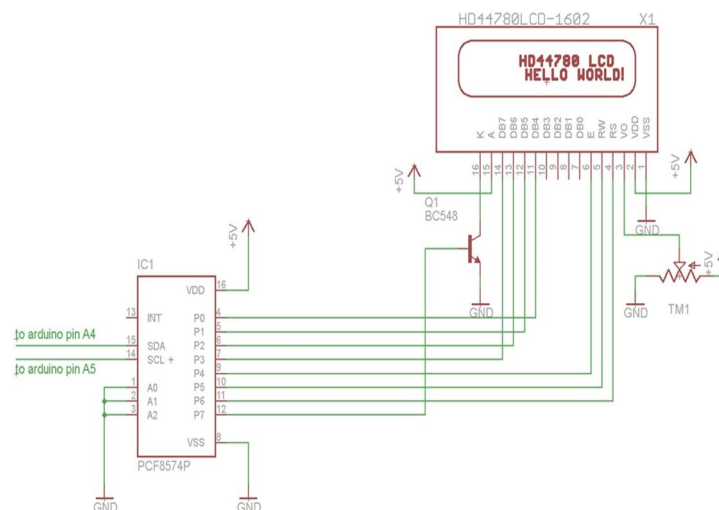 HD44780LCD-1602 X1
HD44780 LCD
HELLO WORLD!
K A DB7 DB6 DB5 DB4 DB3 DB2 DB1 DB0 E RW RS VO VDD VSS
16 15 14 13 12 11 10 9 8 7 6 5 4 3 2 1
+5V
+5V
Q1
BC548
GND
GND
+5V
GND
TM1
+5V
IC1
VDD 16
13 INT P0 4
P1 5
15 SDA P2 6
14 SCL + P3 7
P4 9
1 A0 P5 10
2 A1 P6 11
3 A2 P7 12
VSS 8
PCF8574P
to arduino pin A4
to arduino pin A5
GND
GND